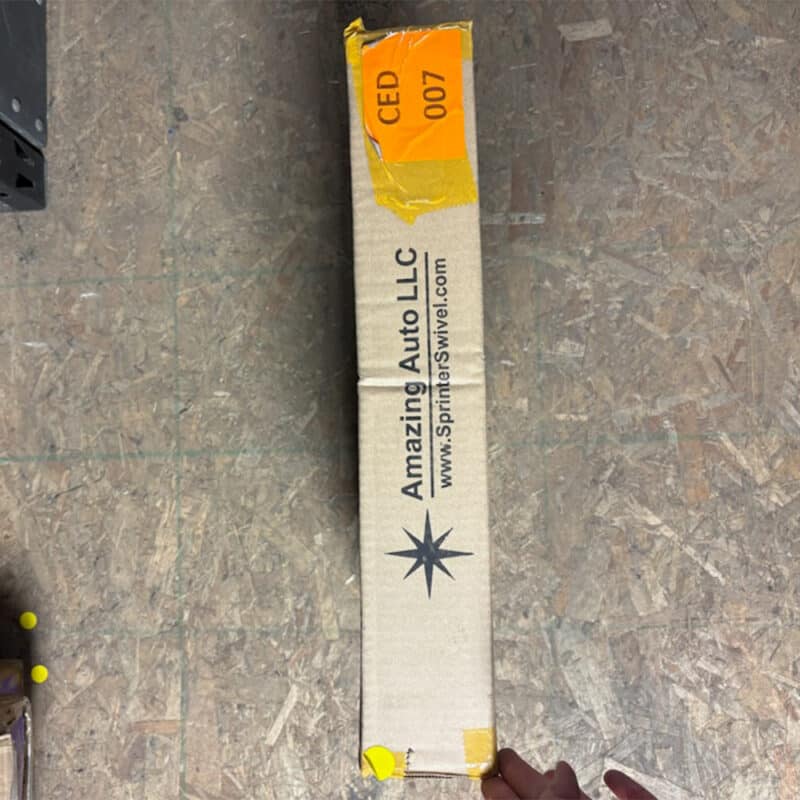 CED
007
Amazing Auto LLC
www.SprinterSwivel.com